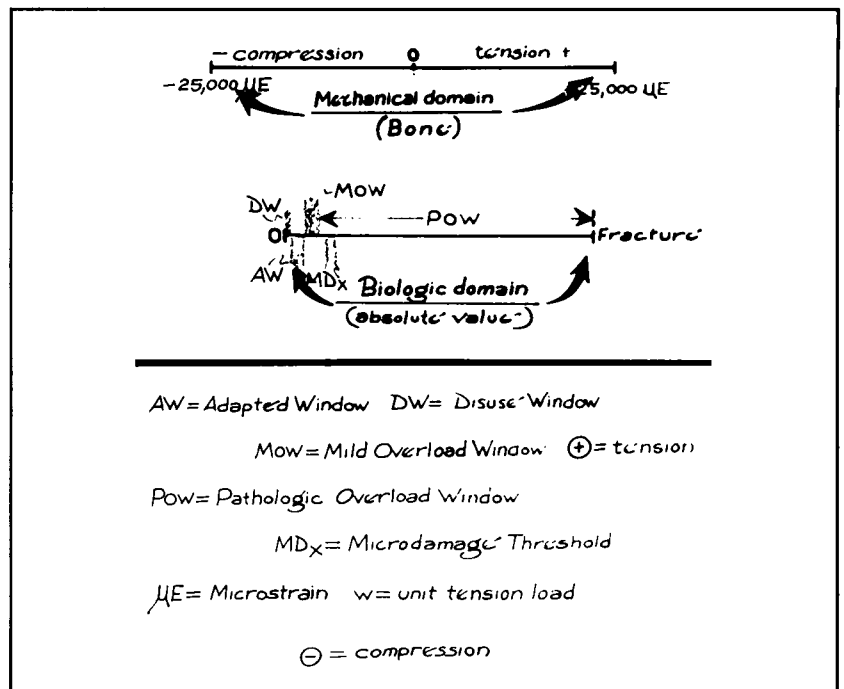 − compression 0 tension +
−25,000 µE 25,000 µE
Mechanical domain
(Bone)
MOW
DW
POW
0 Fracture
AW MDx
Biologic domain
(absolute value)
AW = Adapted Window DW = Disuse Window
MOW = Mild Overload Window ⊕ = tension
POW = Pathologic Overload Window
MDx = Microdamage Threshold
µE = Microstrain w = unit tension load
⊖ = compression